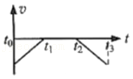 v
t₀ t₁ t₂ t₃ t